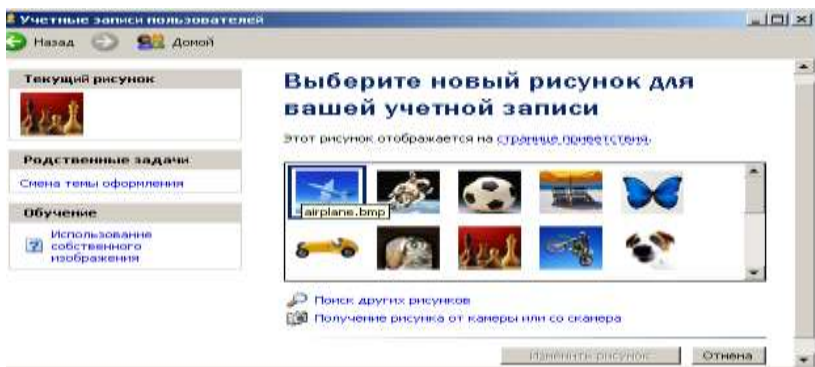 Учетные записи пользователей
Назад Домой
Текущий рисунок
Родственные задачи
Смена темы оформления
Обучение
Использование
собственного
изображения
Выберите новый рисунок для
вашей учетной записи
Этот рисунок отображается на странице приветствия.
airplane.bmp
Поиск других рисунков
Получение рисунка от камеры или со сканера
Изменить рисунок Отмена